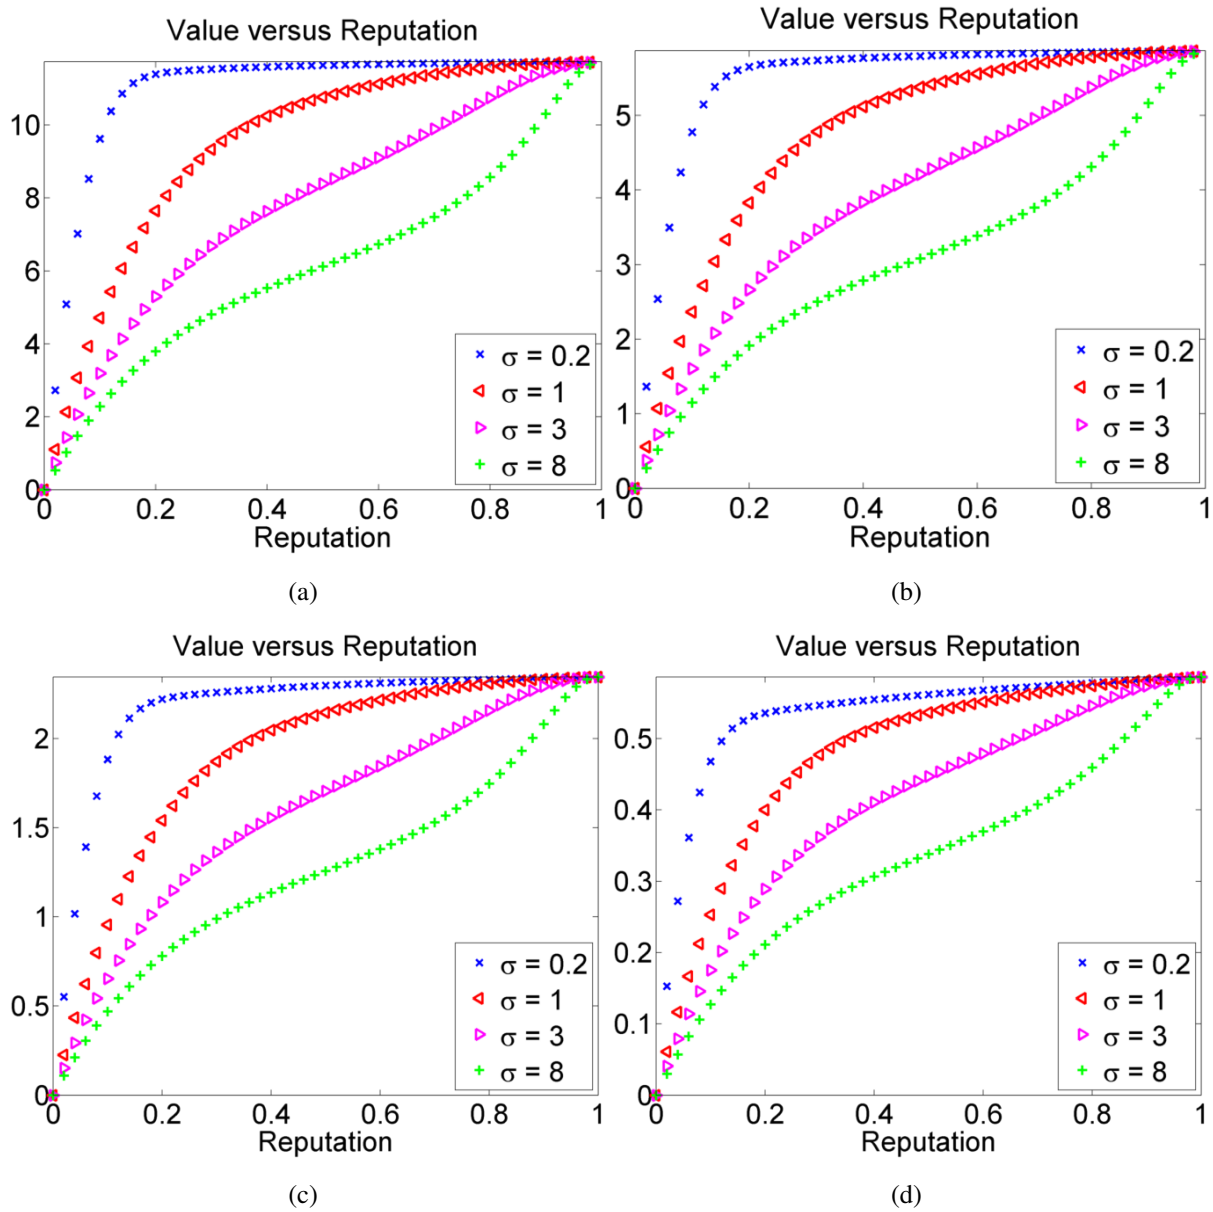 Value versus Reputation
10
8
6
4
2
0
σ = 0.2
σ = 1
σ = 3
σ = 8
0 0.2 0.4 0.6 0.8 1
Reputation
(a)
Value versus Reputation
5
4
3
2
1
0
σ = 0.2
σ = 1
σ = 3
σ = 8
0 0.2 0.4 0.6 0.8 1
Reputation
(b)
Value versus Reputation
2
1.5
1
0.5
0
σ = 0.2
σ = 1
σ = 3
σ = 8
0 0.2 0.4 0.6 0.8 1
Reputation
(c)
Value versus Reputation
0.5
0.4
0.3
0.2
0.1
0
σ = 0.2
σ = 1
σ = 3
σ = 8
0 0.2 0.4 0.6 0.8 1
Reputation
(d)